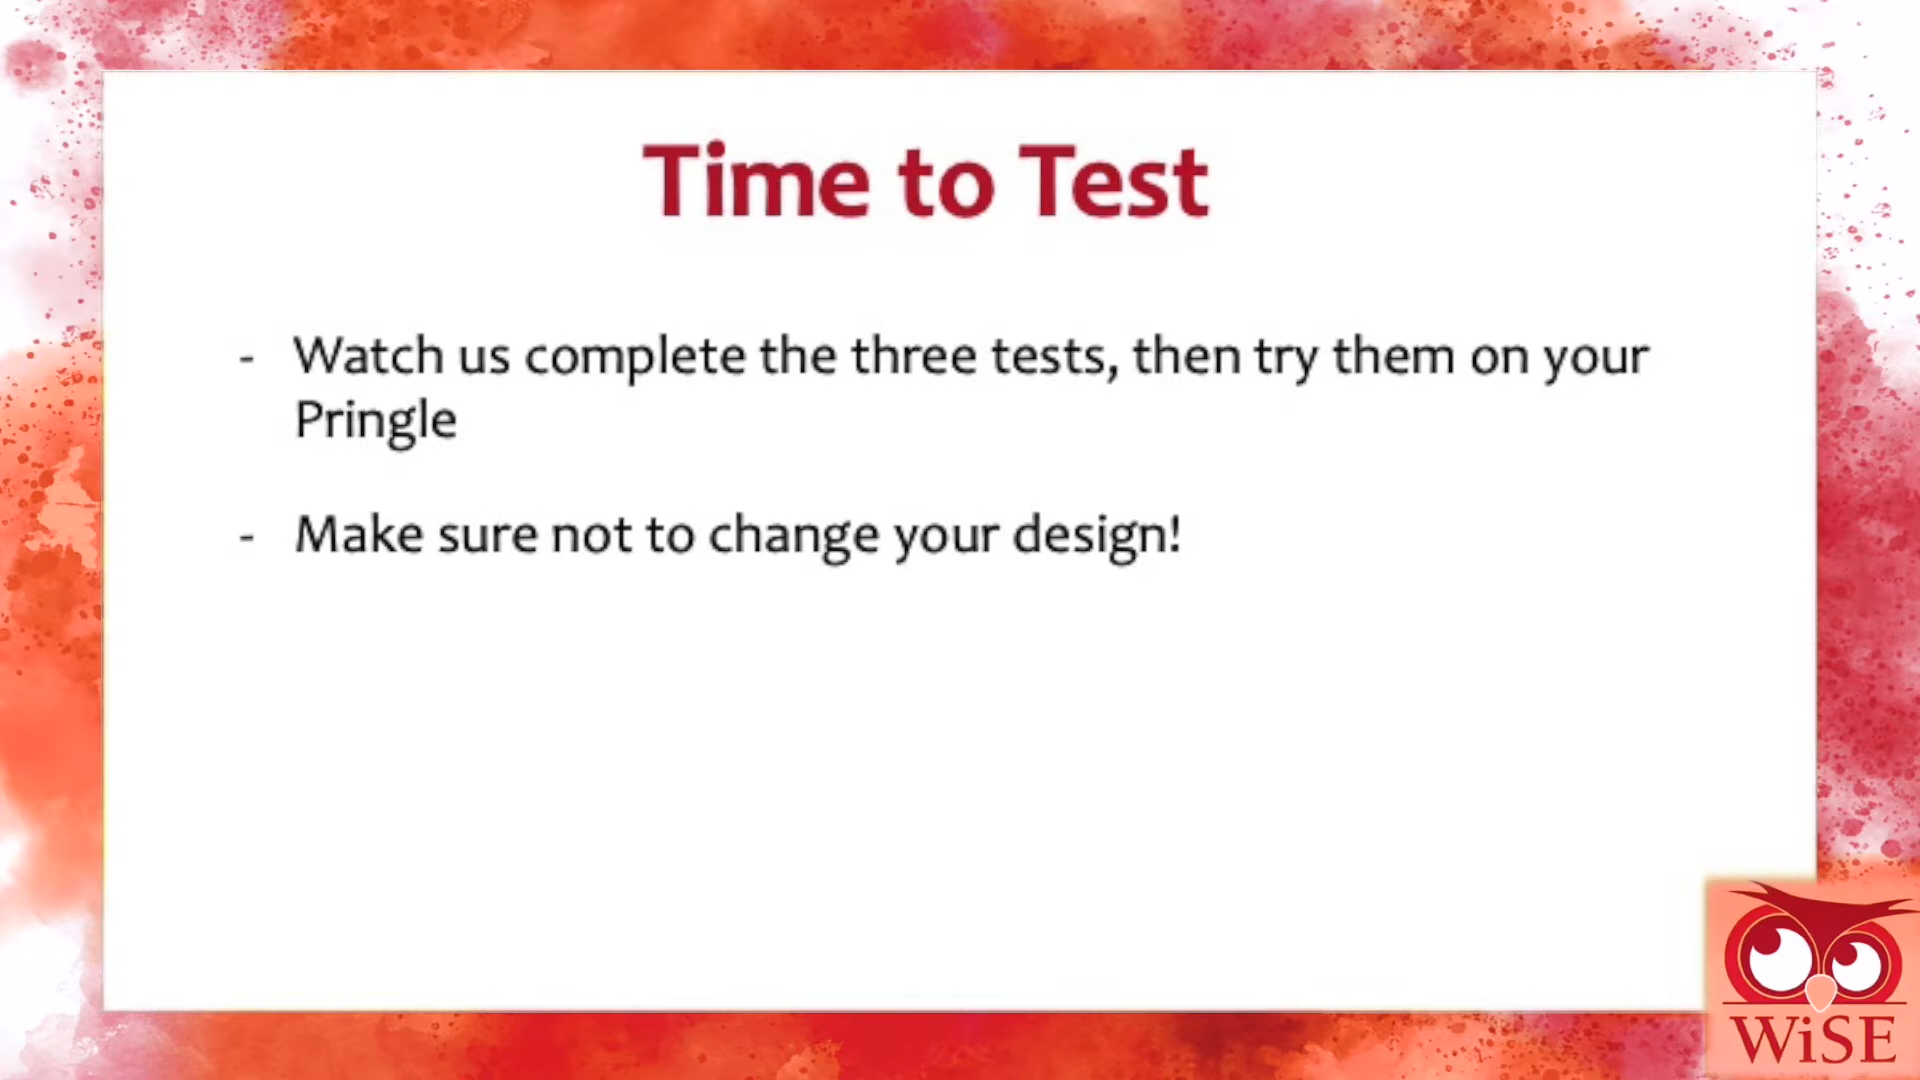 Time to Test
- Watch us complete the three tests, then try them on your
Pringle
- Make sure not to change your design!
WiSE